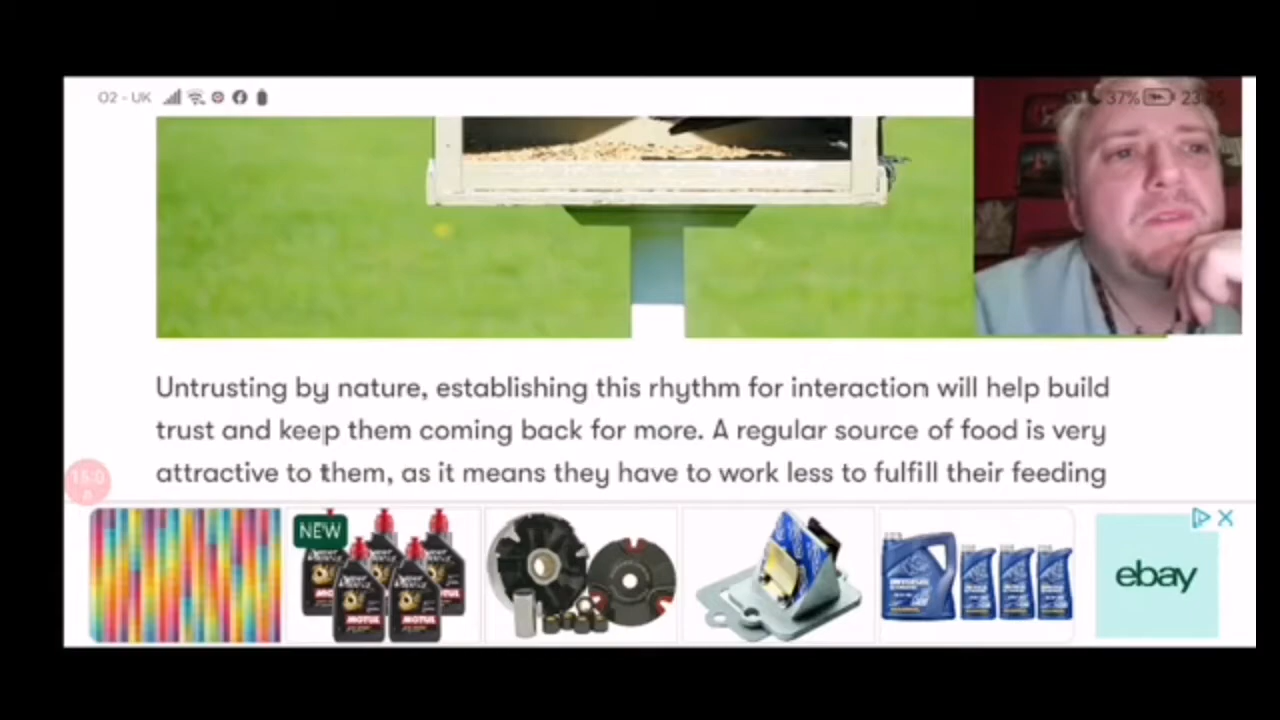 O2 - UK
37%
Untrusting by nature, establishing this rhythm for interaction will help build
trust and keep them coming back for more. A regular source of food is very
attractive to them, as it means they have to work less to fulfill their feeding
NEW
MOTUL MOTUL
ebay